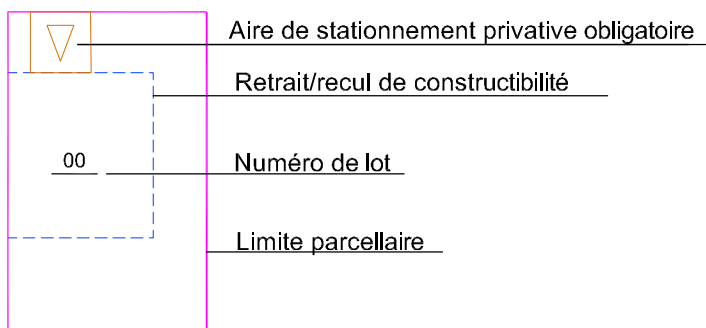 Aire de stationnement privative obligatoire
Retrait/recul de constructibilité
00
Numéro de lot
Limite parcellaire